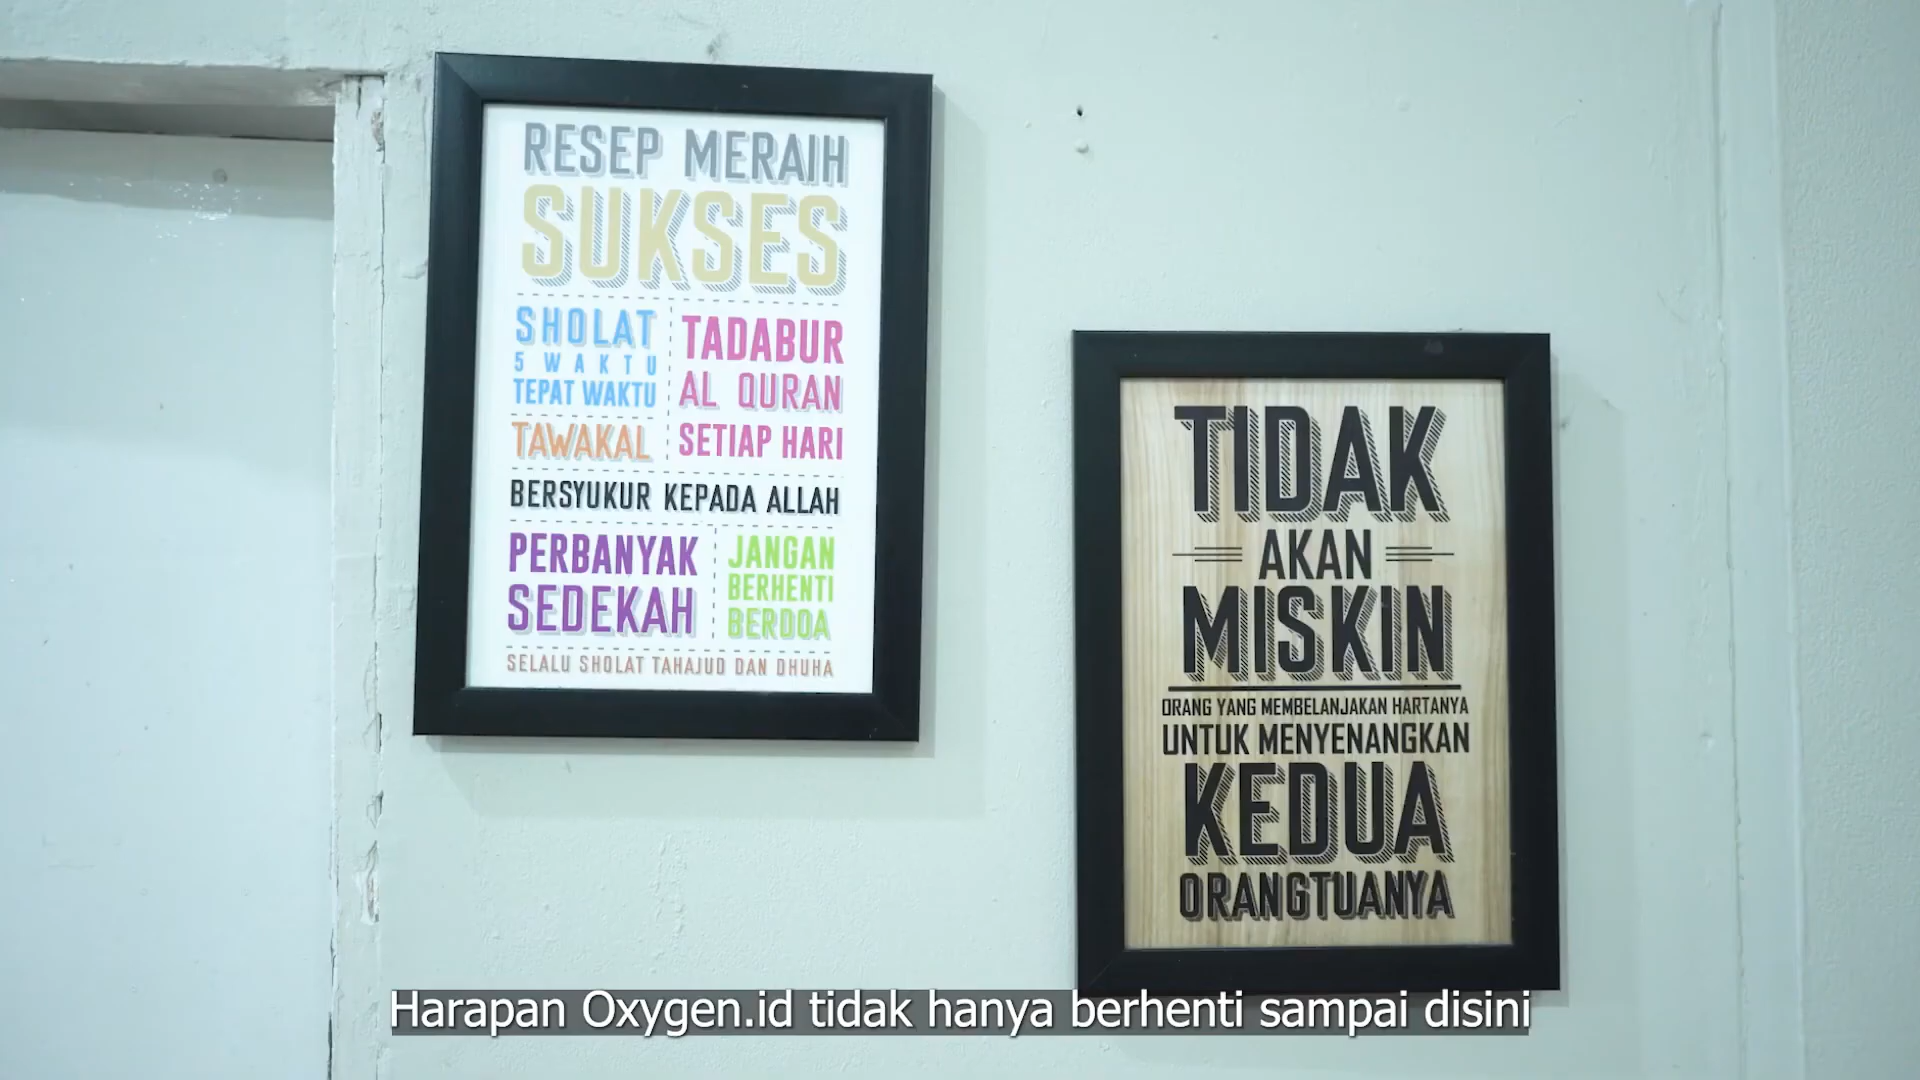 RESEP MERAIH
SUKSES
SHOLAT
5 WAKTU
TEPAT WAKTU
TAWAKAL
TADABUR
AL QURAN
SETIAP HARI
BERSYUKUR KEPADA ALLAH
PERBANYAK
SEDEKAH
JANGAN
BERHENTI
BERDOA
SELALU SHOLAT TAHAJUD DAN DHUHA
TIDAK
AKAN
MISKIN
ORANG YANG MEMBELANJAKAN HARTANYA
UNTUK MENYENANGKAN
KEDUA
ORANGTUANYA
Harapan Oxygen.id tidak hanya berhenti sampai disini